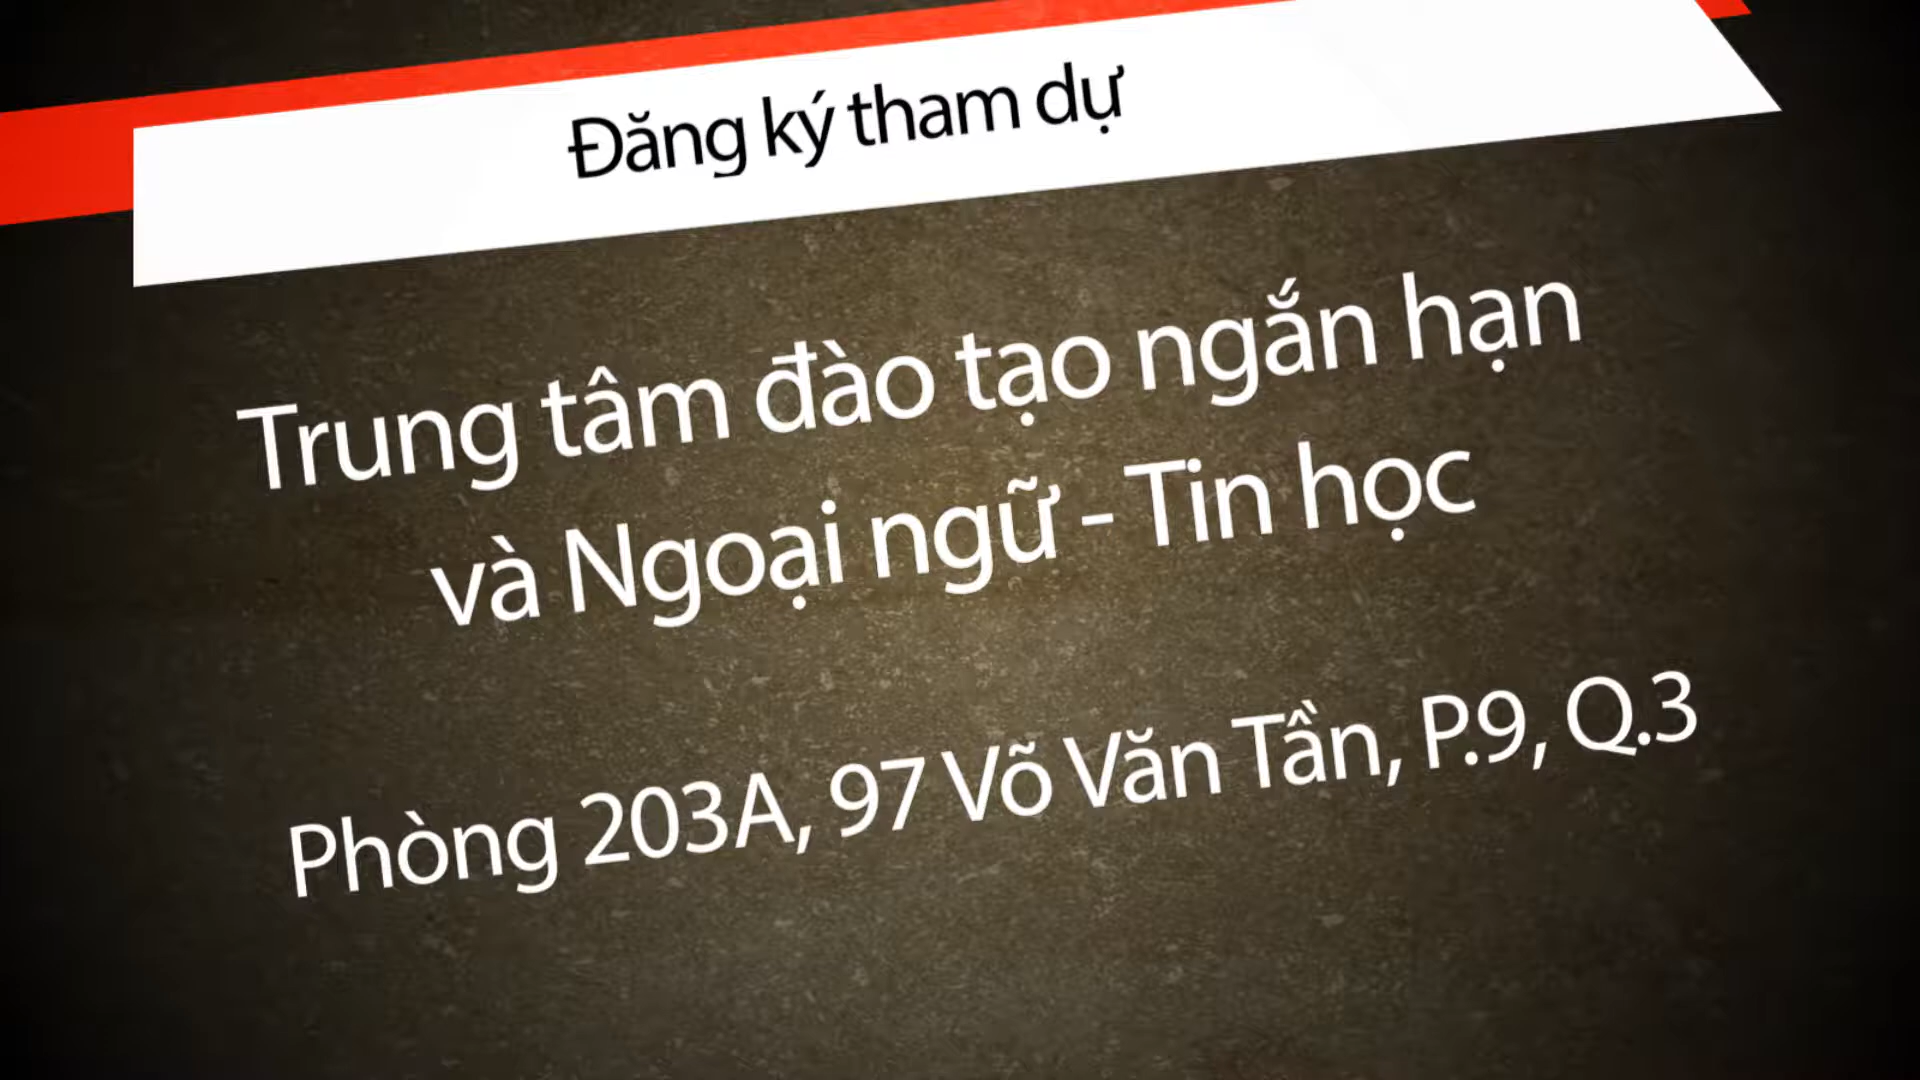 Đăng ký tham dự
Trung tâm đào tạo ngắn hạn
và Ngoại ngữ - Tin học
Phòng 203A, 97 Võ Văn Tần, P.9, Q.3